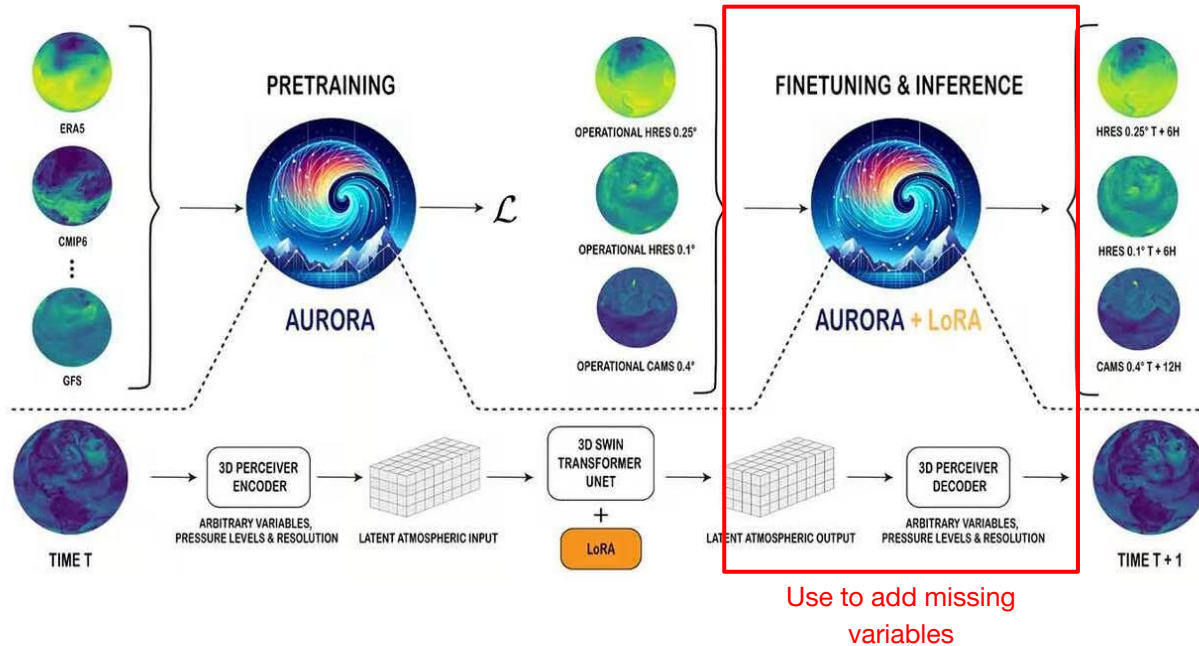 ERA5
CMIP6
GFS
PRETRAINING
AURORA
ℒ
OPERATIONAL HRES 0.25°
OPERATIONAL HRES 0.1°
OPERATIONAL CAMS 0.4°
FINETUNING & INFERENCE
AURORA + LoRA
HRES 0.25° T + 6H
HRES 0.1° T + 6H
CAMS 0.4° T + 12H
TIME T
3D PERCEIVER
ENCODER
ARBITRARY VARIABLES,
PRESSURE LEVELS & RESOLUTION
LATENT ATMOSPHERIC INPUT
3D SWIN
TRANSFORMER
UNET
+
LoRA
LATENT ATMOSPHERIC OUTPUT
3D PERCEIVER
DECODER
ARBITRARY VARIABLES,
PRESSURE LEVELS & RESOLUTION
TIME T + 1
Use to add missing
variables